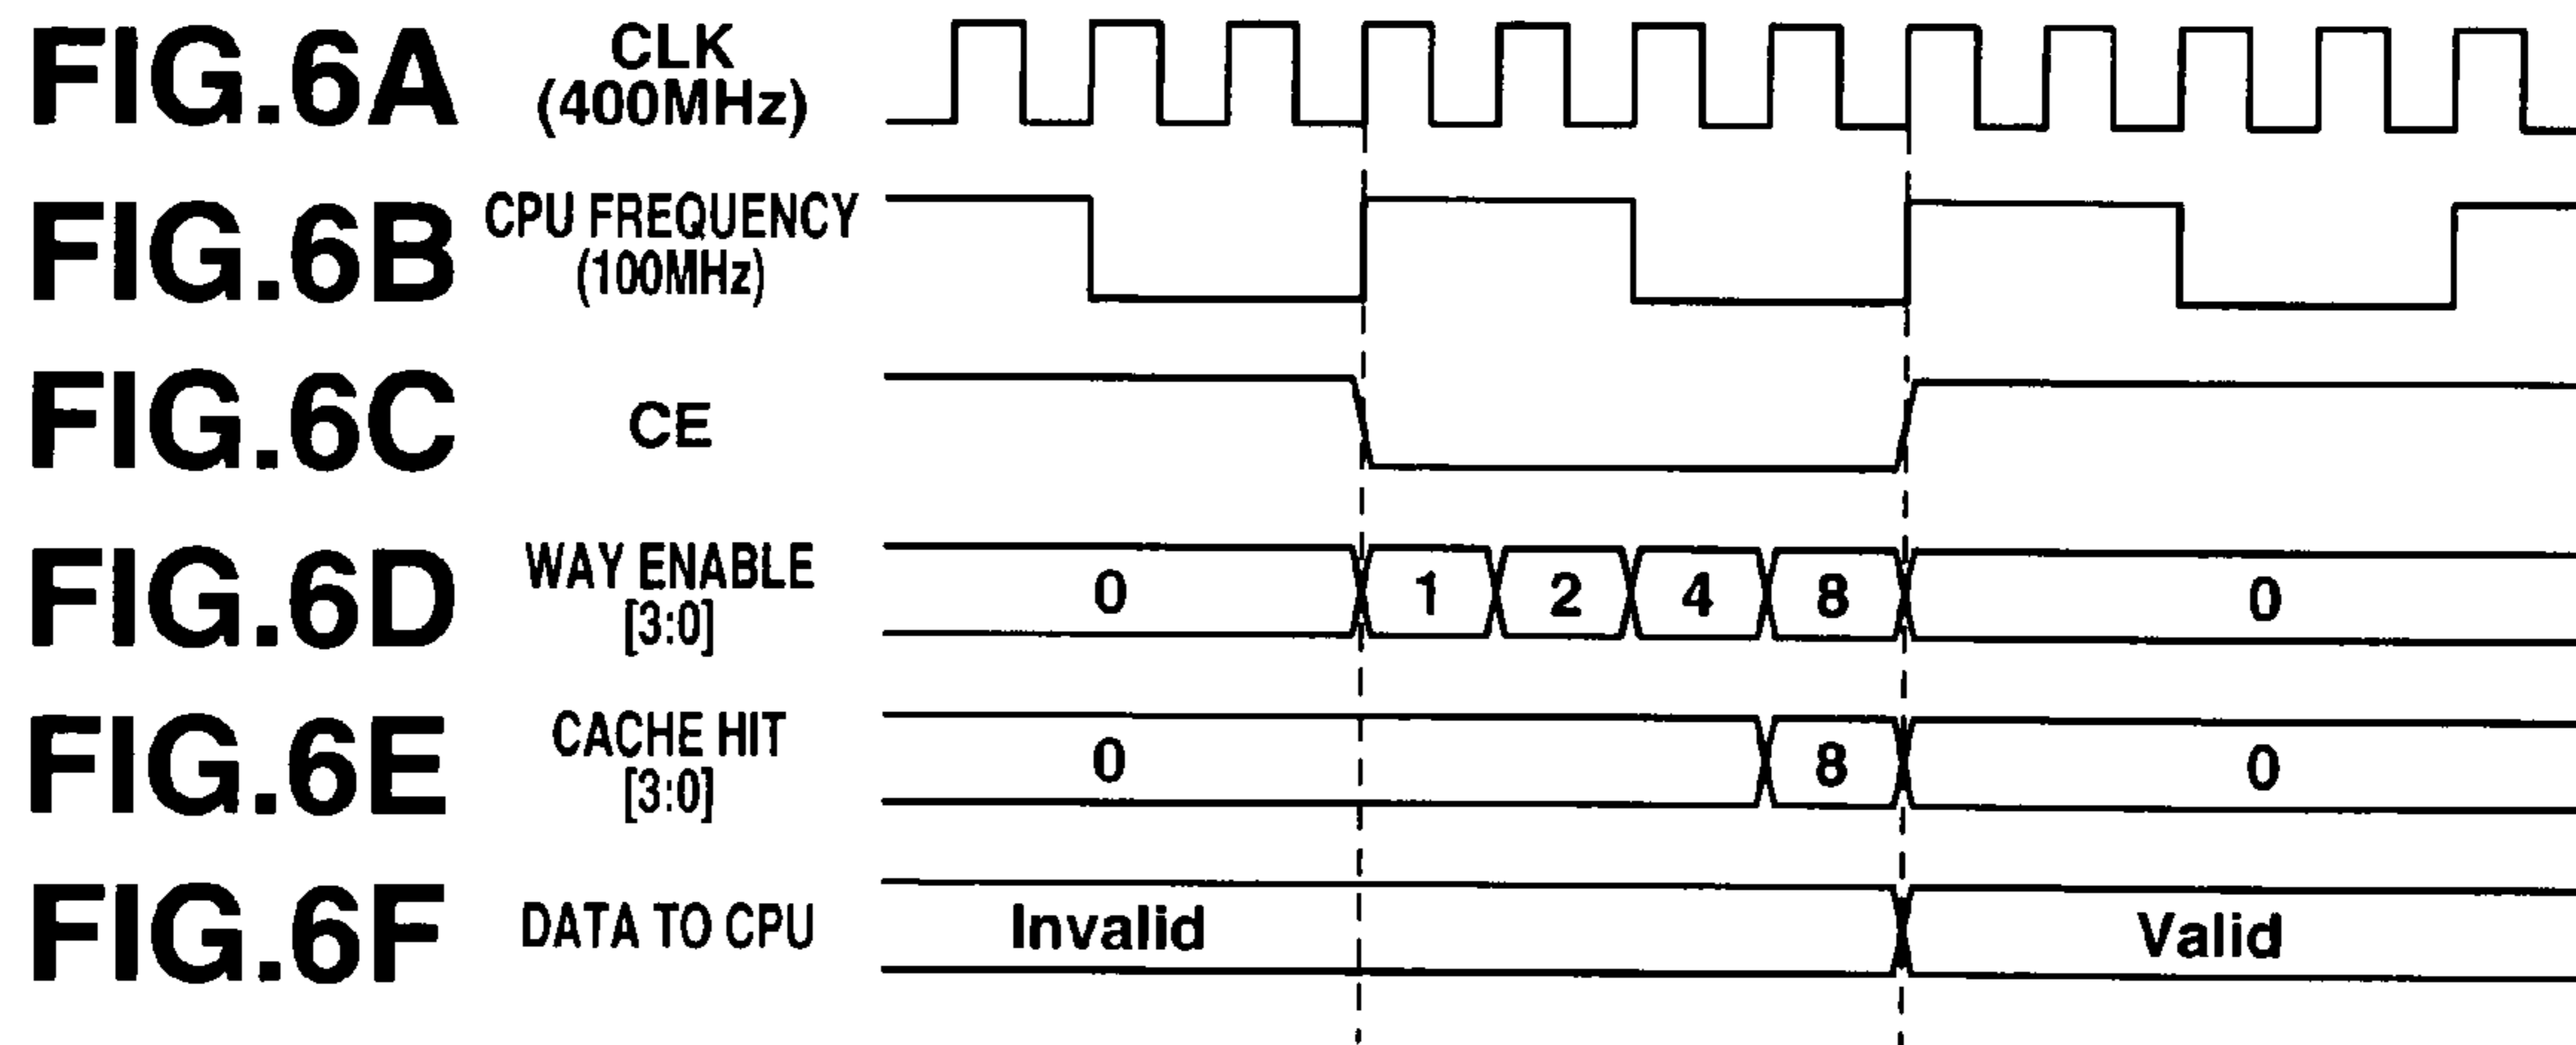 FIG.6A CLK
(400MHz)
FIG.6B CPU FREQUENCY
(100MHz)
FIG.6C CE
FIG.6D WAY ENABLE
[3:0]
0 1 2 4 8 0
FIG.6E CACHE HIT
[3:0]
0 8 0
FIG.6F DATA TO CPU Invalid Valid